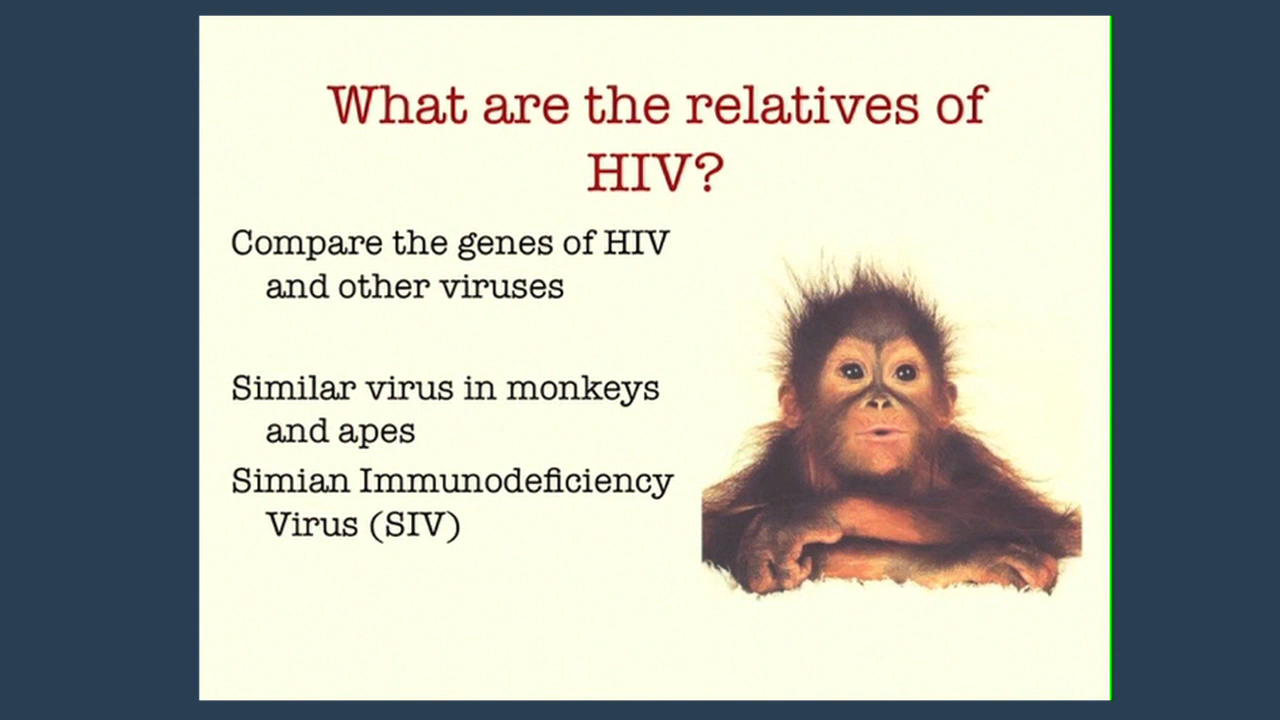 What are the relatives of
HIV?
Compare the genes of HIV
and other viruses
Similar virus in monkeys
and apes
Simian Immunodeficiency
Virus (SIV)